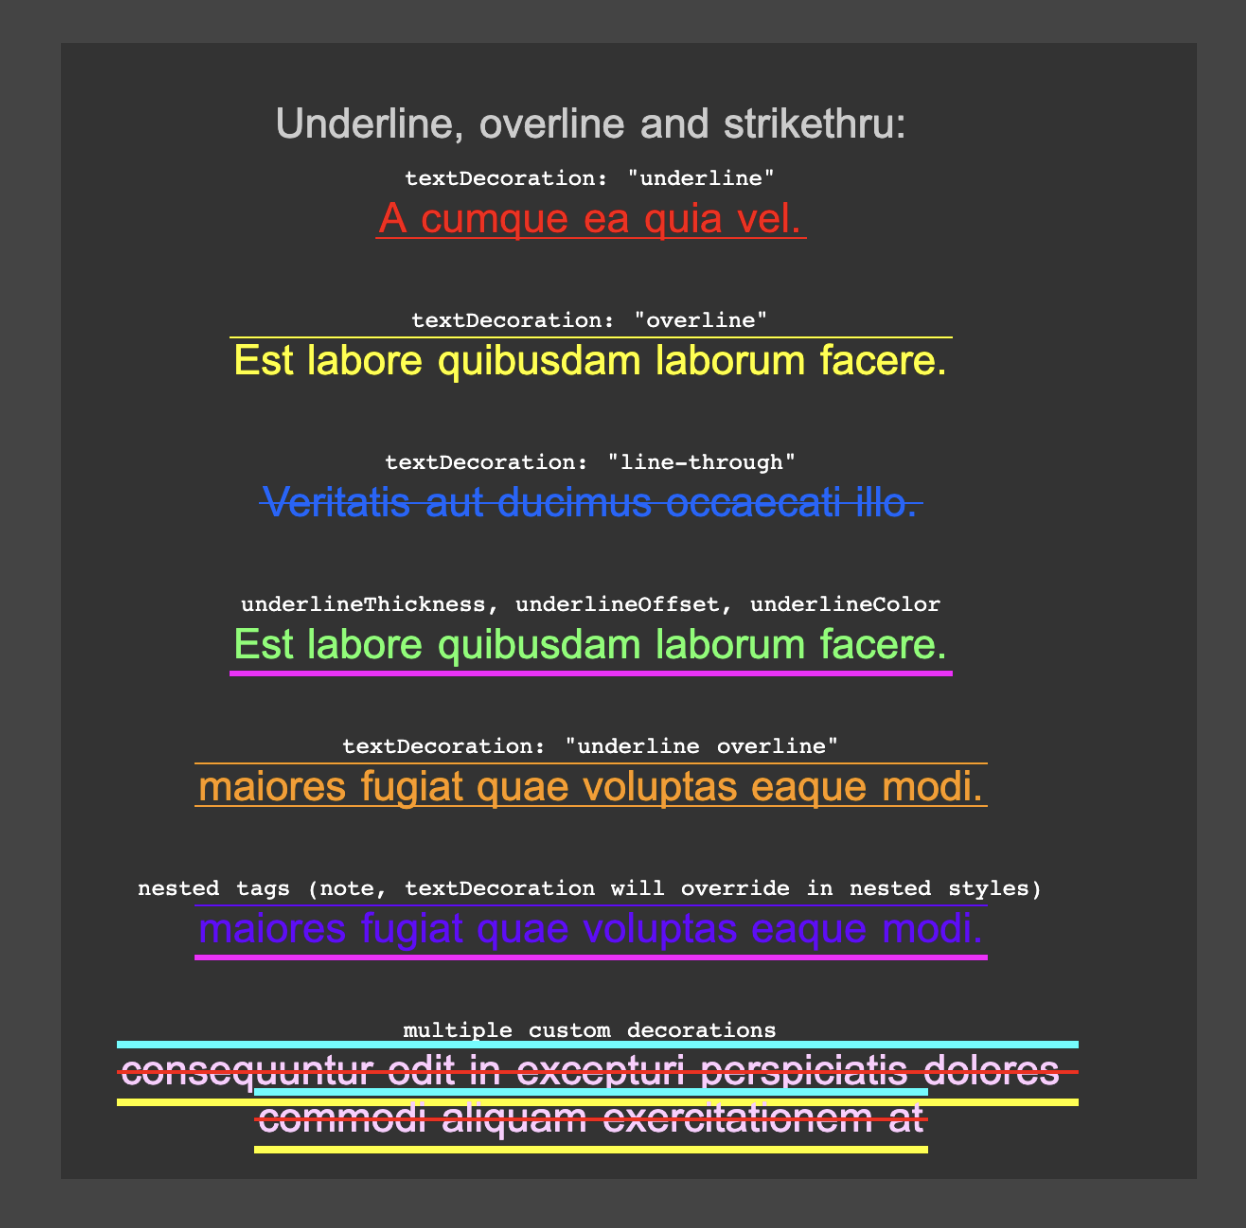 Underline, overline and strikethru:
textDecoration: "underline"
A cumque ea quia vel.
textDecoration: "overline"
Est labore quibusdam laborum facere.
textDecoration: "line-through"
Veritatis aut ducimus occaecati illo.
underlineThickness, underlineOffset, underlineColor
Est labore quibusdam laborum facere.
textDecoration: "underline overline"
maiores fugiat quae voluptas eaque modi.
nested tags (note, textDecoration will override in nested styles)
maiores fugiat quae voluptas eaque modi.
multiple custom decorations
consequuntur odit in excepturi perspiciatis dolores
commodi aliquam exercitationem at